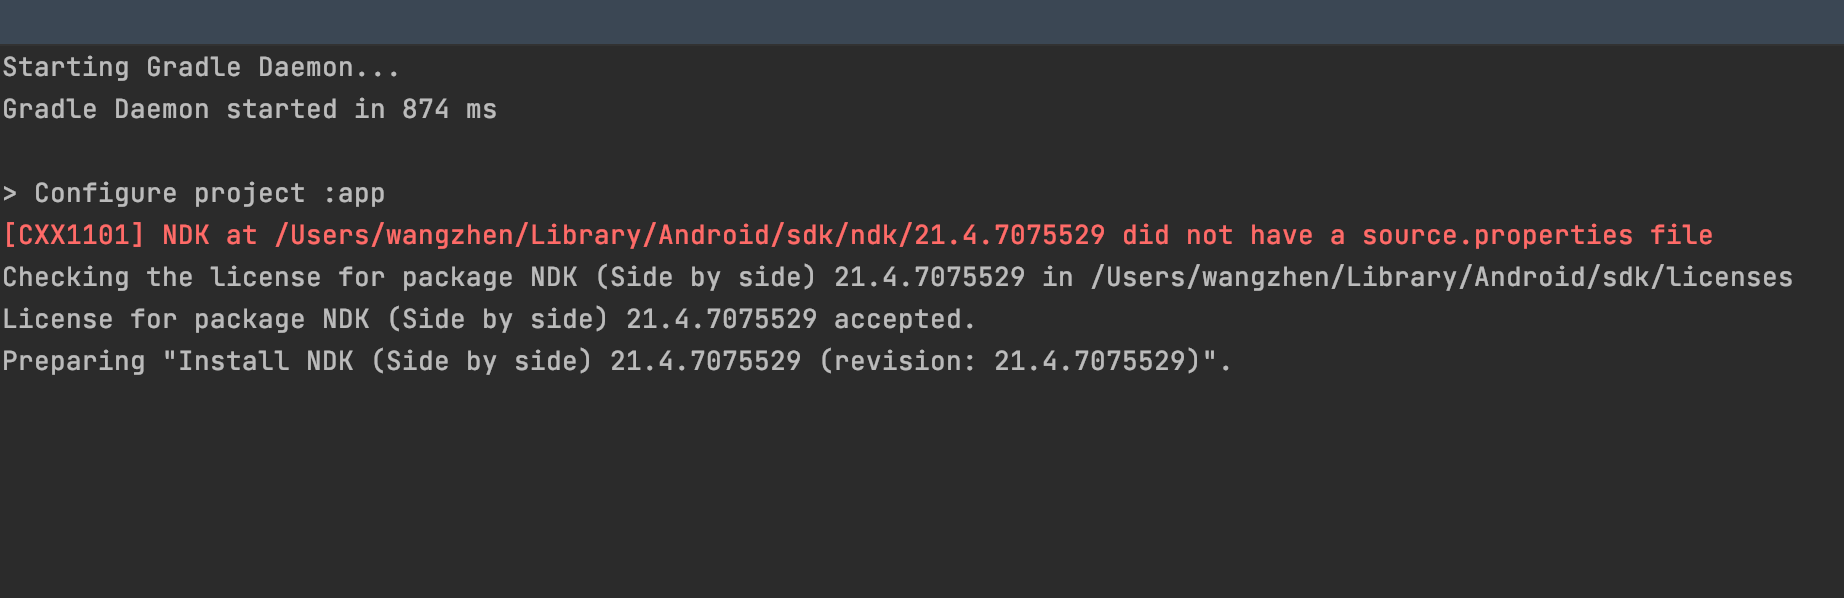 Starting Gradle Daemon...
Gradle Daemon started in 874 ms
> Configure project :app
[CXX1101] NDK at /Users/wangzhen/Library/Android/sdk/ndk/21.4.7075529 did not have a source.properties file
Checking the license for package NDK (Side by side) 21.4.7075529 in /Users/wangzhen/Library/Android/sdk/licenses
License for package NDK (Side by side) 21.4.7075529 accepted.
Preparing "Install NDK (Side by side) 21.4.7075529 (revision: 21.4.7075529)".